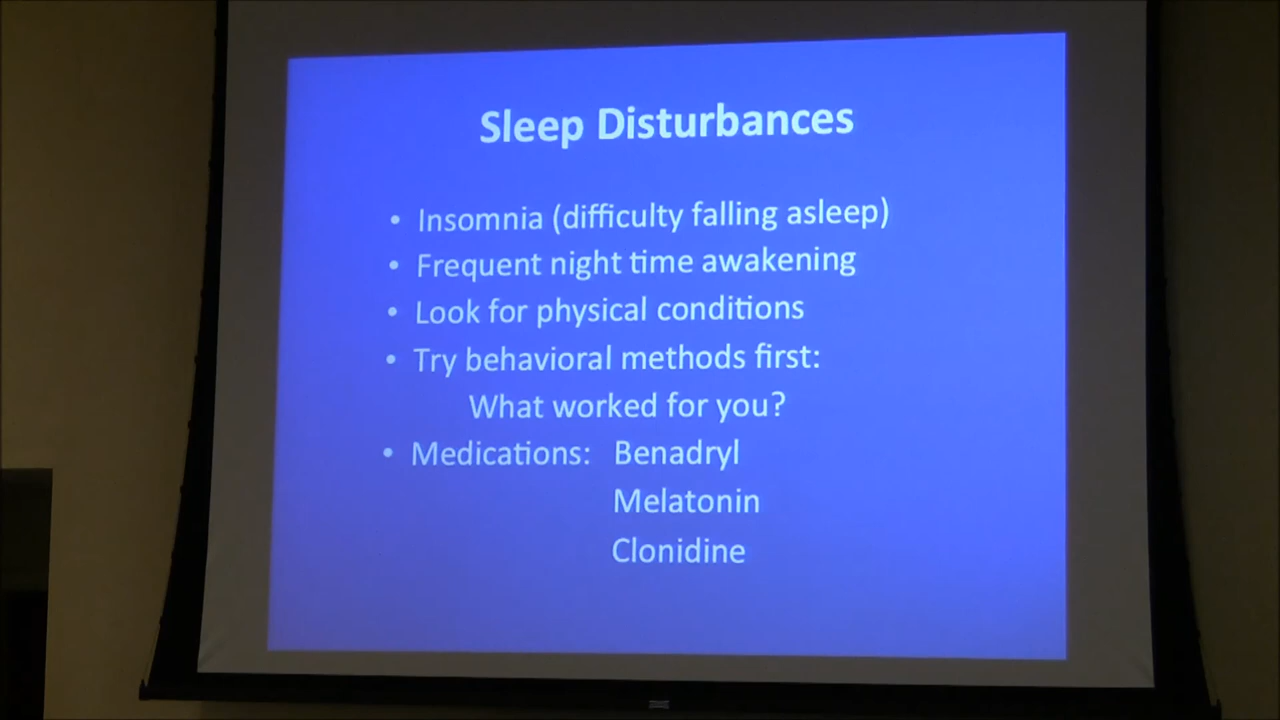 Sleep Disturbances
• Insomnia (difficulty falling asleep)
• Frequent night time awakening
• Look for physical conditions
• Try behavioral methods first:
What worked for you?
• Medications: Benadryl
Melatonin
Clonidine